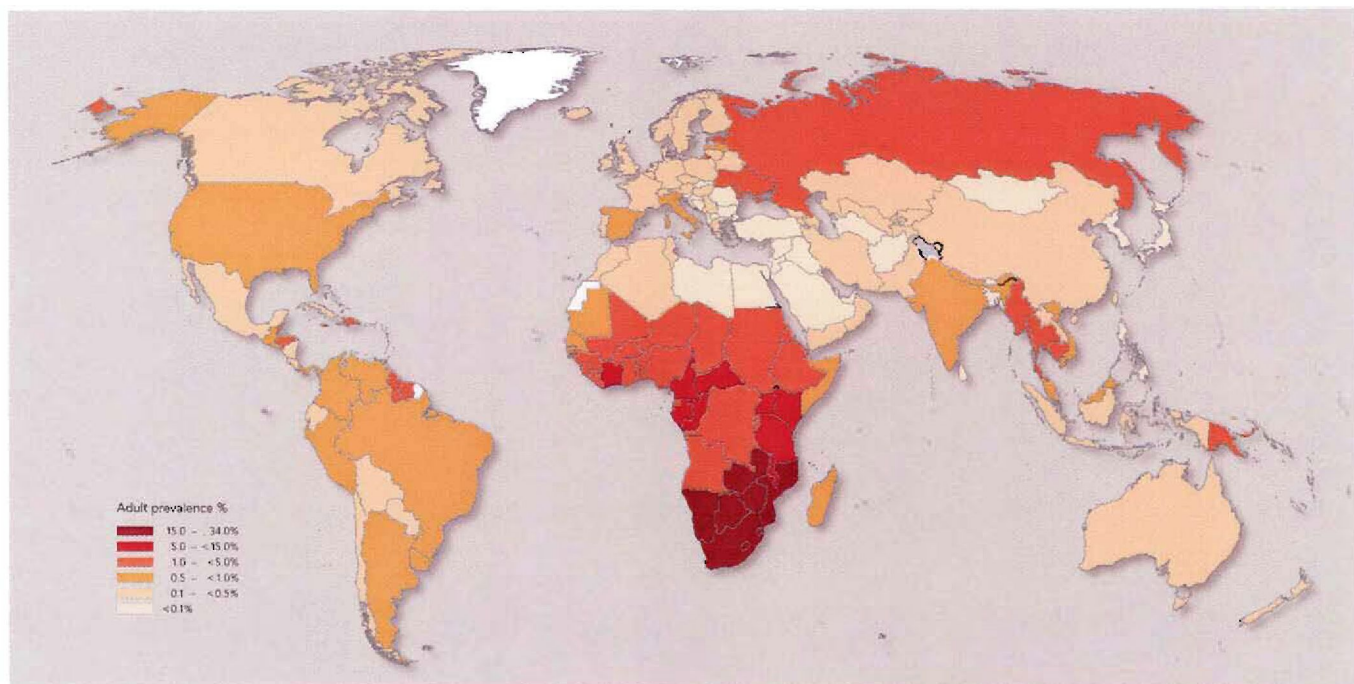 Adult prevalence %
15.0 – . 34.0%
5.0 – <15.0%
1.0 – <5.0%
0.5 – <1.0%
0.1 – <0.5%
<0.1%